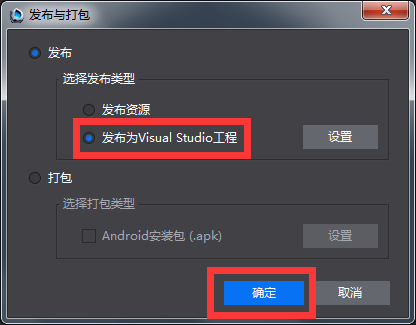 发布与打包
发布
选择发布类型
发布资源
发布为Visual Studio工程
设置
打包
选择打包类型
Android安装包 (.apk)
设置
确定
取消